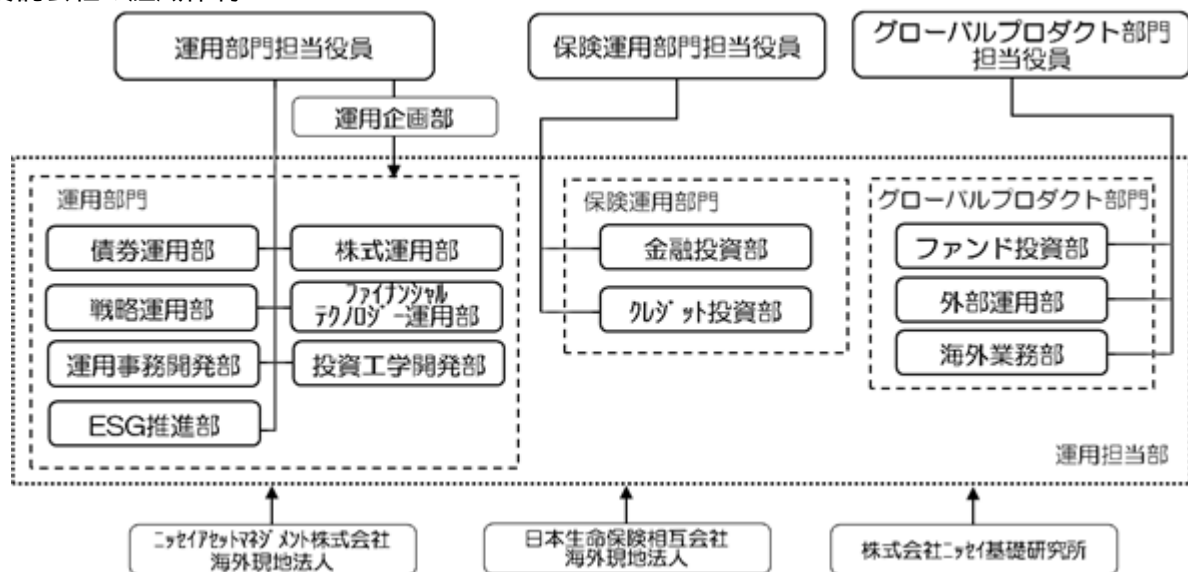 運用部門担当役員
保険運用部門担当役員
グローバルプロダクト部門
担当役員
運用企画部
運用部門
債券運用部
株式運用部
戦略運用部
ファイナンシャル
テクノロジー運用部
運用事務開発部
投資工学開発部
ESG推進部
保険運用部門
金融投資部
クレジット投資部
グローバルプロダクト部門
ファンド投資部
外部運用部
海外業務部
運用担当部
ニッセイアセットマネジメント株式会社
海外現地法人
日本生命保険相互会社
海外現地法人
株式会社ニッセイ基礎研究所